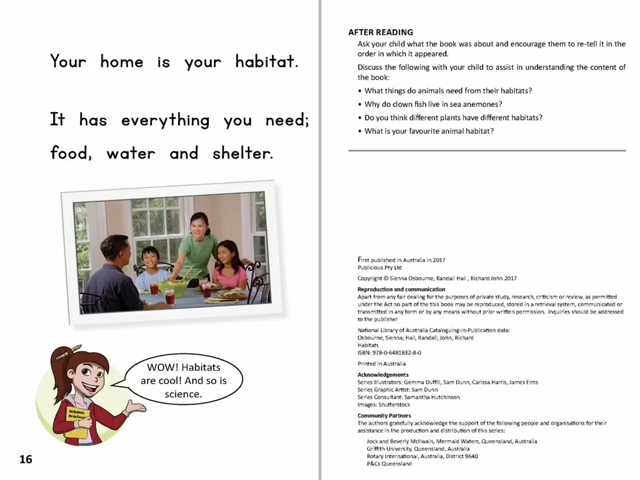 Your home is your habitat.
It has everything you need;
food, water and shelter.
WOW! Habitats
are cool! And so is
science.
16
AFTER READING
Ask your child what the book was about and encourage them to re-tell it in the
order in which it appeared.
Discuss the following with your child to assist in understanding the content of
the book:
• What things do animals need from their habitats?
• Why do clown fish live in sea anemones?
• Do you think different plants have different habitats?
• What is your favourite animal habitat?
First published in Australia in 2017
Publicious Pty Ltd
Copyright © Sienna Osbourne, Randall Hall , Richard John 2017
Reproduction and communication
Apart from any fair dealing for the purposes of private study, research, criticism or review, as permitted
under the Act no part of this book may be reproduced, stored in a retrieval system, communicated or
transmitted in any form or by any means without prior written permission. Inquiries should be addressed
to the publisher
National Library of Australia Cataloguing-in-Publication data:
Osbourne, Sienna; Hall, Randal; John, Richard
Habitats
ISBN: 978-0-6481832-8-0
Printed in Australia
Acknowledgements
Series Illustrators: Gemma Duffill, Sam Dunn, Carissa Harris, James Elms
Series Graphic Artist: Sam Dunn
Series Consultant: Samantha Hutchinson
Images: Shutterstock
Community Partners
The authors gratefully acknowledge the support of the following people and organisations for their
assistance in the production and distribution of this series:
Jock and Beverly McIlwain, Mermaid Waters, Queensland, Australia
Griffith University, Queensland, Australia
Rotary International, Australia, District 9640
P&Cs Queensland